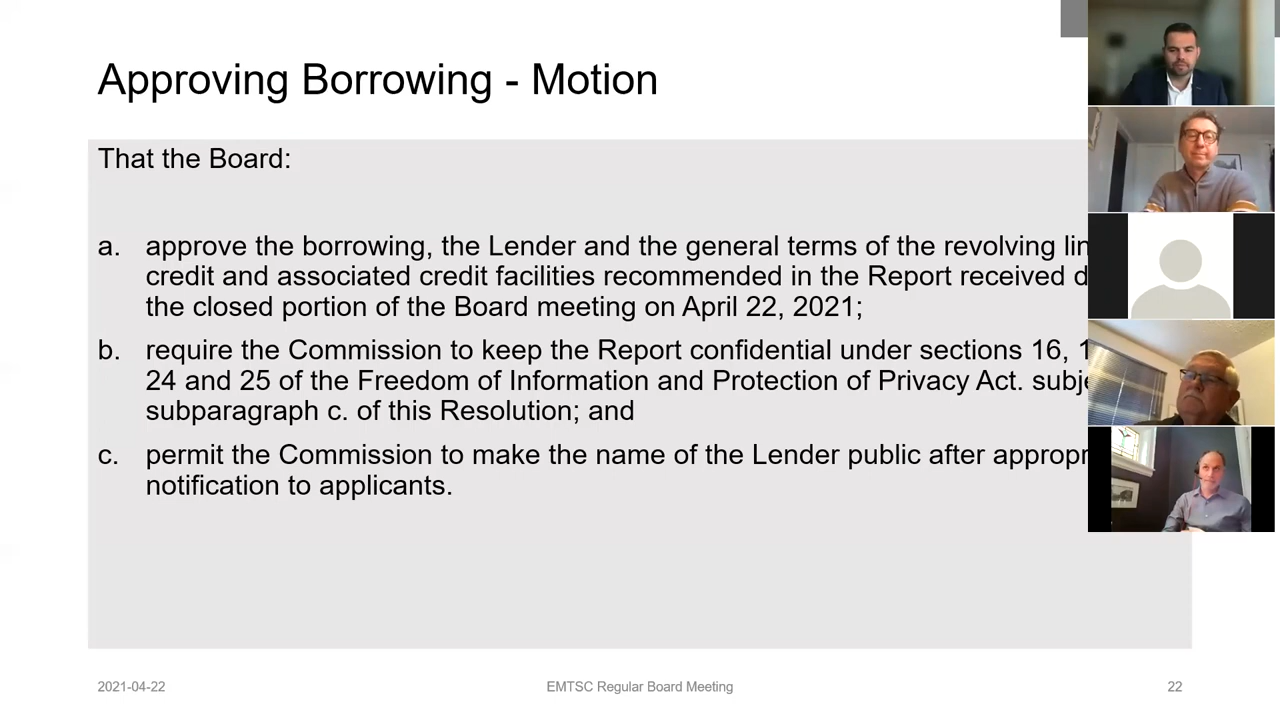 Approving Borrowing - Motion
That the Board:
a. approve the borrowing, the Lender and the general terms of the revolving
credit and associated credit facilities recommended in the Report received
the closed portion of the Board meeting on April 22, 2021;
b. require the Commission to keep the Report confidential under sections 16,
24 and 25 of the Freedom of Information and Protection of Privacy Act.
subparagraph c. of this Resolution; and
c. permit the Commission to make the name of the Lender public after
notification to applicants.
2021-04-22
EMTSC Regular Board Meeting
22